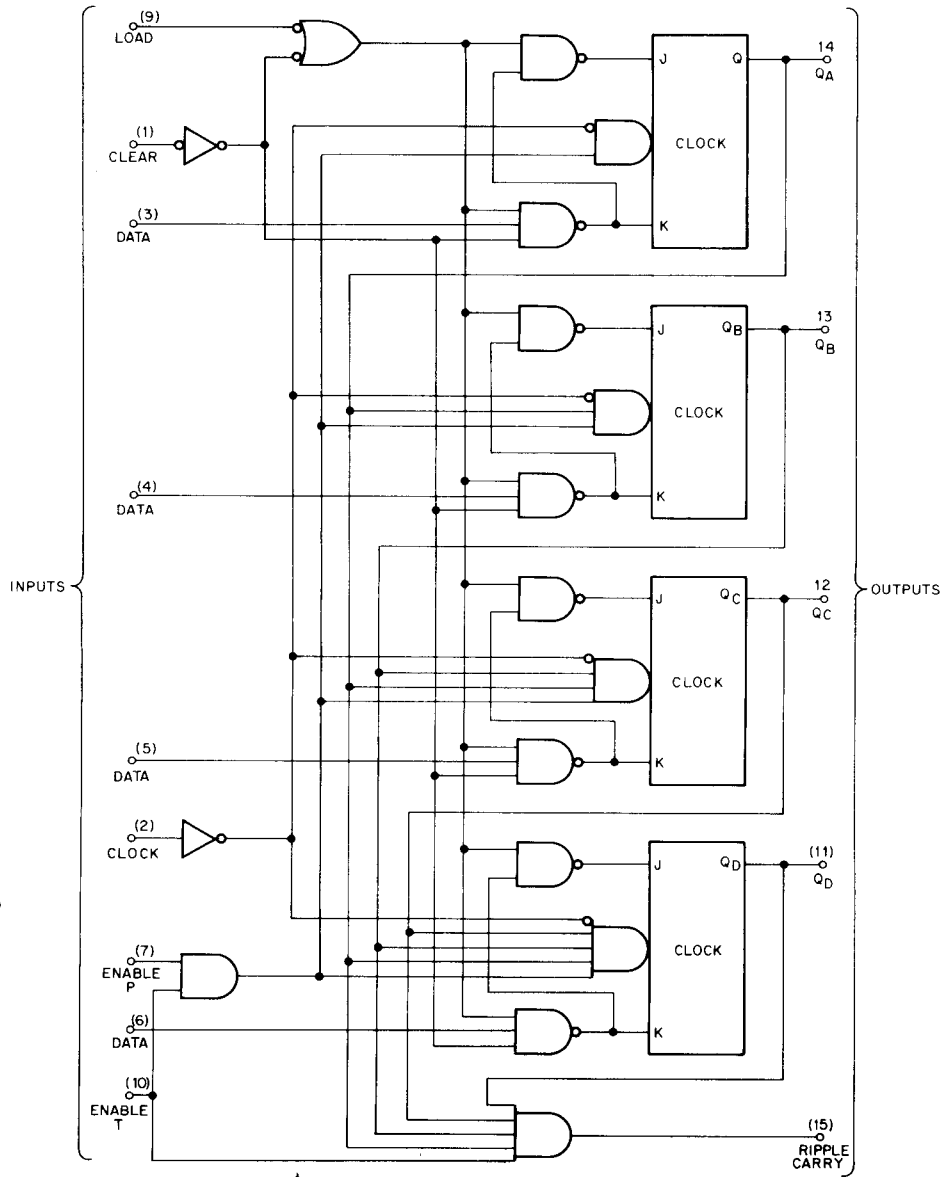 (9)
LOAD
(1)
CLEAR
(3)
DATA
J
Q
CLOCK
K
14
QA
(4)
DATA
J
QB
CLOCK
K
13
QB
INPUTS
OUTPUTS
(5)
DATA
J
QC
CLOCK
K
12
QC
(2)
CLOCK
(7)
ENABLE
P
(6)
DATA
J
QD
CLOCK
K
(11)
QD
(10)
ENABLE
T
(15)
RIPPLE
CARRY